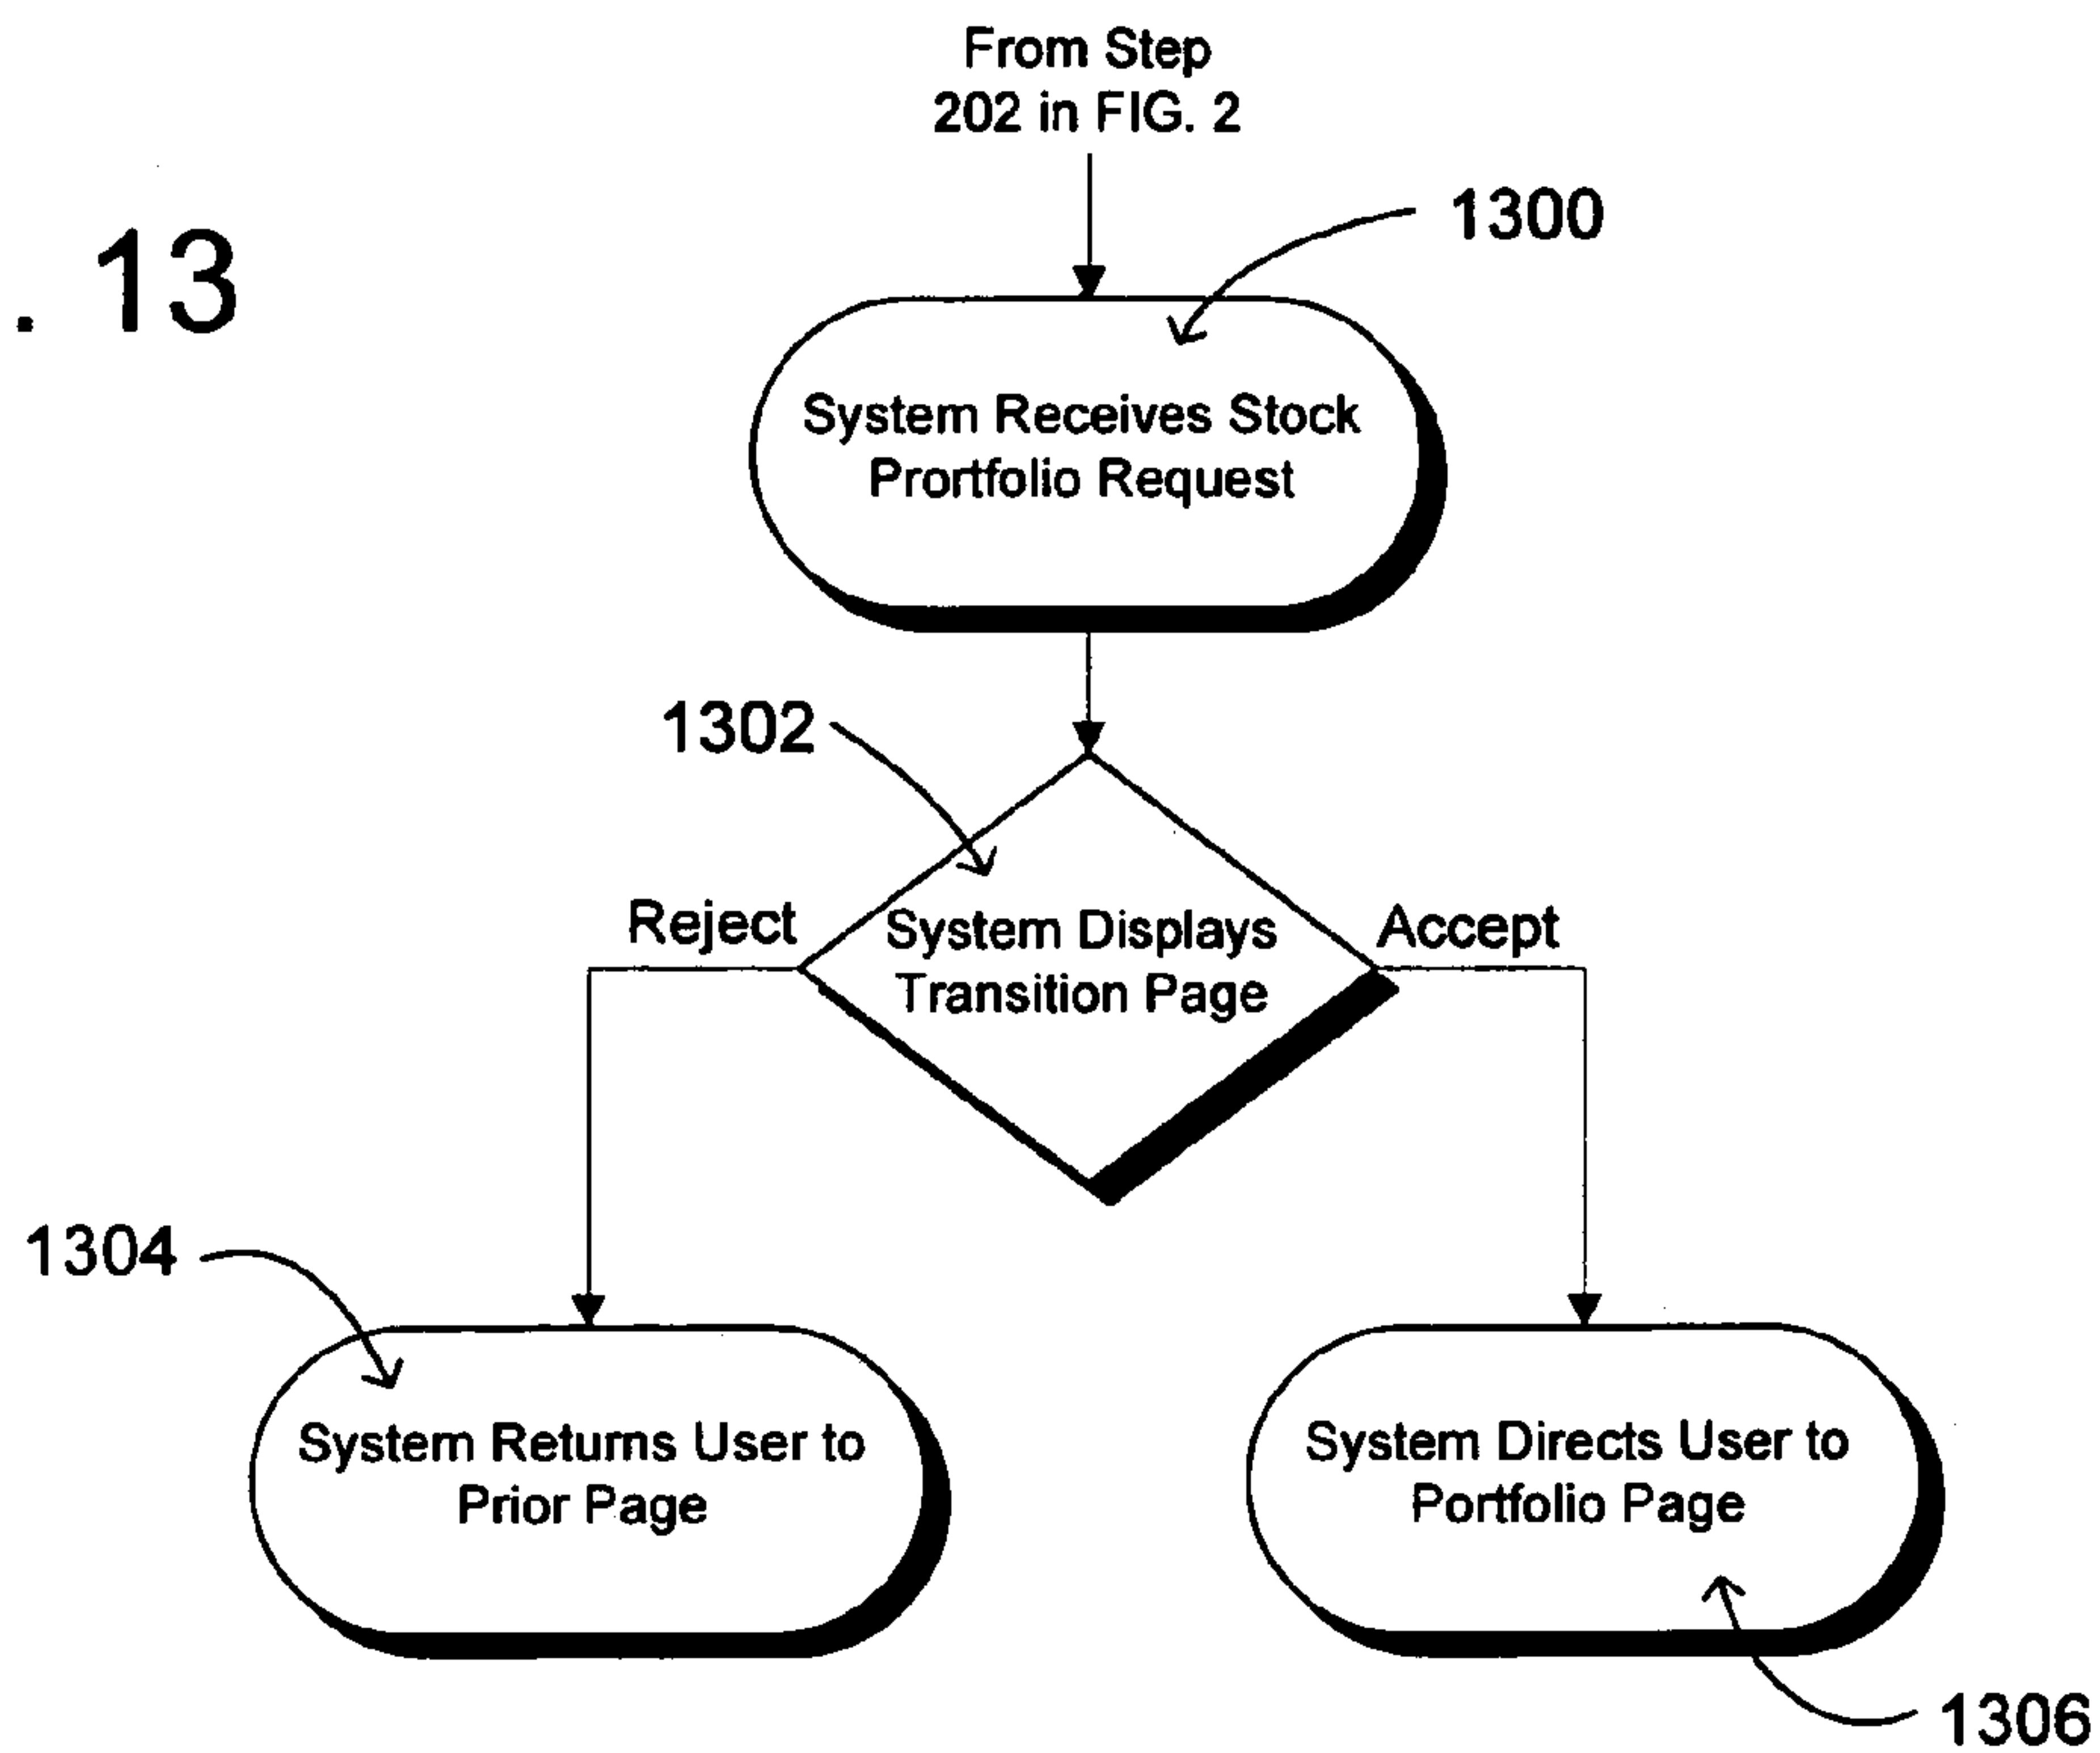 From Step
202 in FIG. 2
1300
. 13
System Receives Stock
Prortfolio Request
1302
Reject
Accept
System Displays
Transition Page
1304
System Returns User to
Prior Page
System Directs User to
Portfolio Page
1306